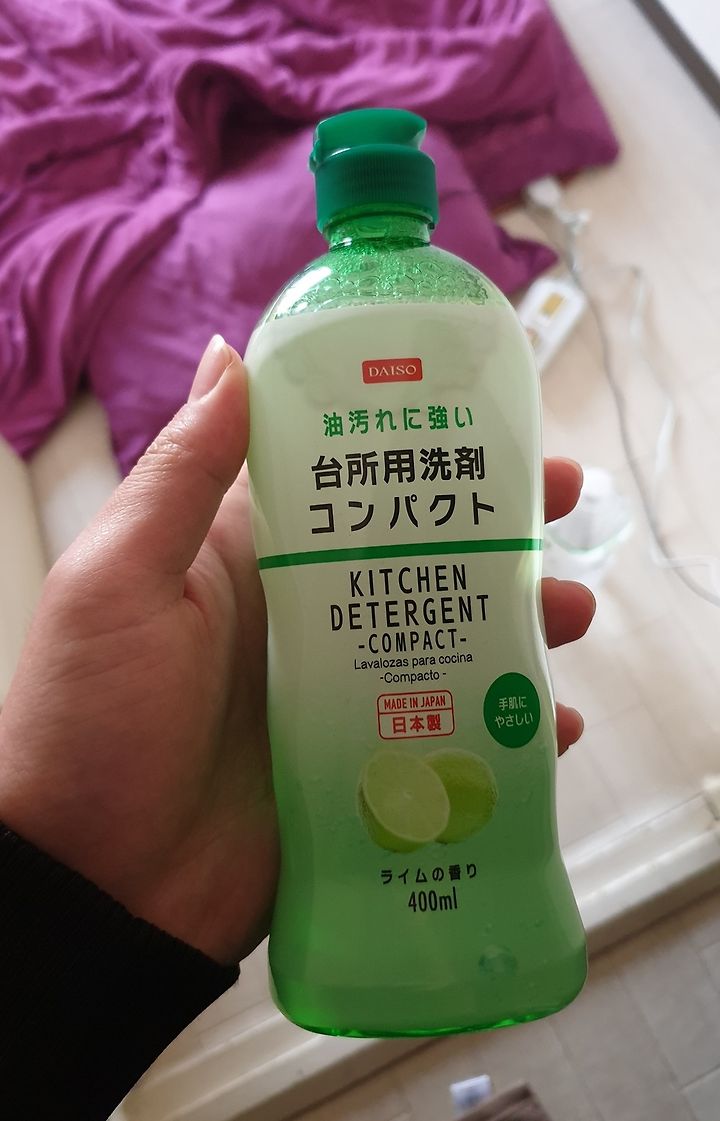 DAISO
油汚れに強い
台所用洗剤
コンパクト
KITCHEN
DETERGENT
-COMPACT-
Lavalozas para cocina
-Compacto -
MADE IN JAPAN
日本製
手肌に
やさしい
ライムの香り
400ml